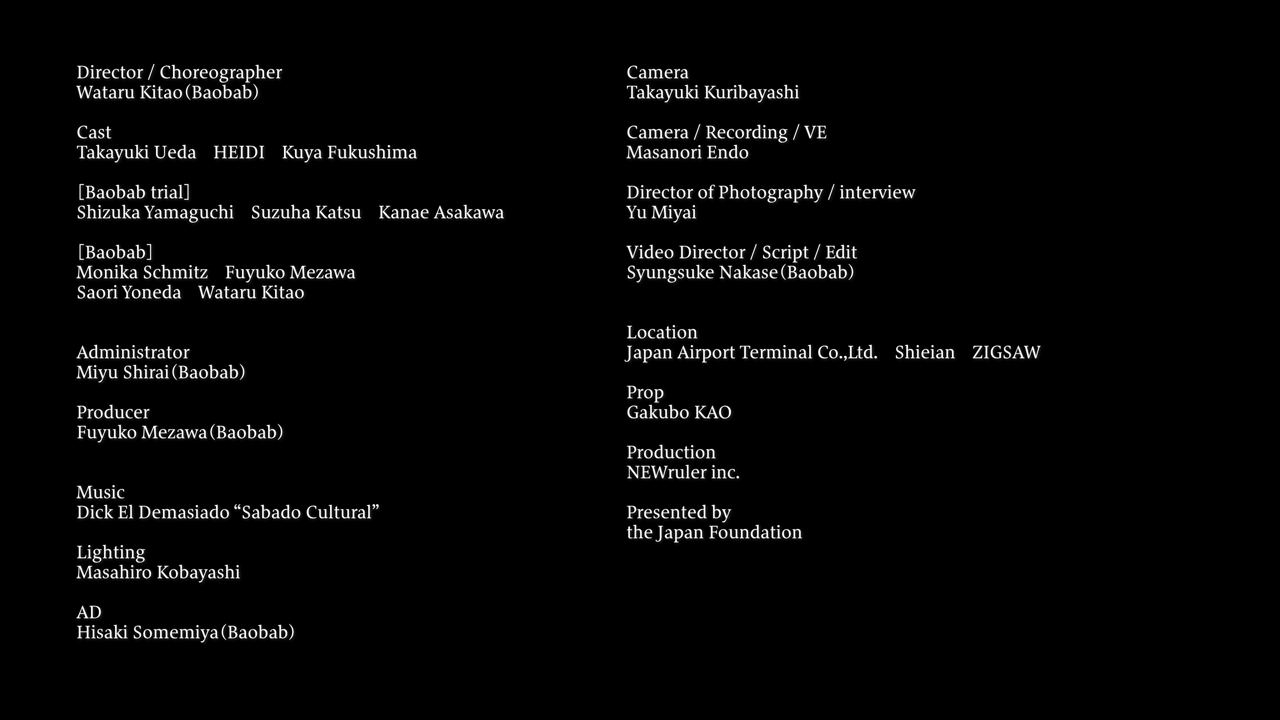 Director / Choreographer
Wataru Kitao(Baobab)
Cast
Takayuki Ueda　HEIDI　Kuya Fukushima
[Baobab trial]
Shizuka Yamaguchi　Suzuha Katsu　Kanae Asakawa
[Baobab]
Monika Schmitz　Fuyuko Mezawa
Saori Yoneda　Wataru Kitao
Administrator
Miyu Shirai(Baobab)
Producer
Fuyuko Mezawa(Baobab)
Music
Dick El Demasiado “Sabado Cultural”
Lighting
Masahiro Kobayashi
AD
Hisaki Somemiya(Baobab)
Camera
Takayuki Kuribayashi
Camera / Recording / VE
Masanori Endo
Director of Photography / interview
Yu Miyai
Video Director / Script / Edit
Syungsuke Nakase(Baobab)
Location
Japan Airport Terminal Co.,Ltd.　Shieian　ZIGSAW
Prop
Gakubo KAO
Production
NEWruler inc.
Presented by
the Japan Foundation